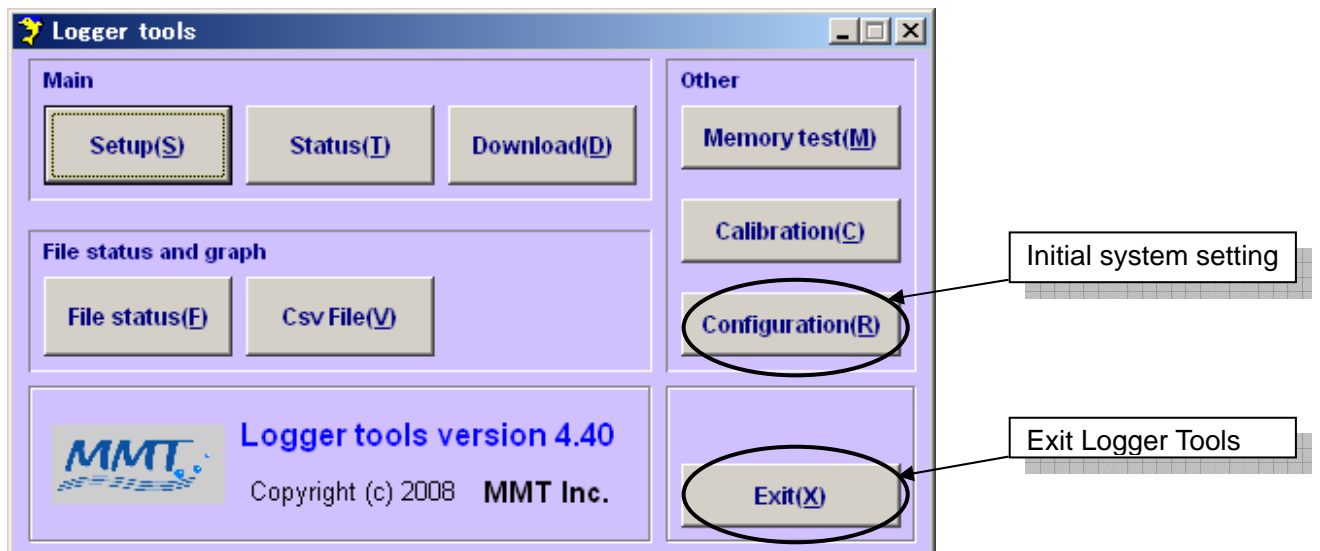 Logger tools
Main
Setup(S)
Status(T)
Download(D)
Other
Memory test(M)
Calibration(C)
Configuration(R)
File status and graph
File status(F)
Csv File(V)
MMT
Logger tools version 4.40
Copyright (c) 2008 MMT Inc.
Exit(X)
Initial system setting
Exit Logger Tools